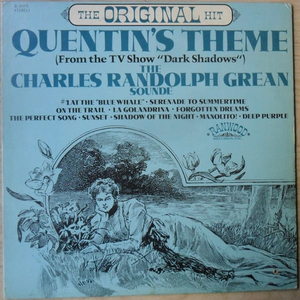 THE ORIGINAL HIT
QUENTIN'S THEME
(From the TV Show "Dark Shadows")
THE
CHARLES RANDOLPH GREAN
SOUNDE
#1 AT THE "BLUE WHALE" · SERENADE TO SUMMERTIME
ON THE TRAIL · LA GOLANDRINA · FORGOTTEN DREAMS
THE PERFECT SONG · SUNSET · SHADOW OF THE NIGHT · MANOLITO! · DEEP PURPLE
RANWOOD